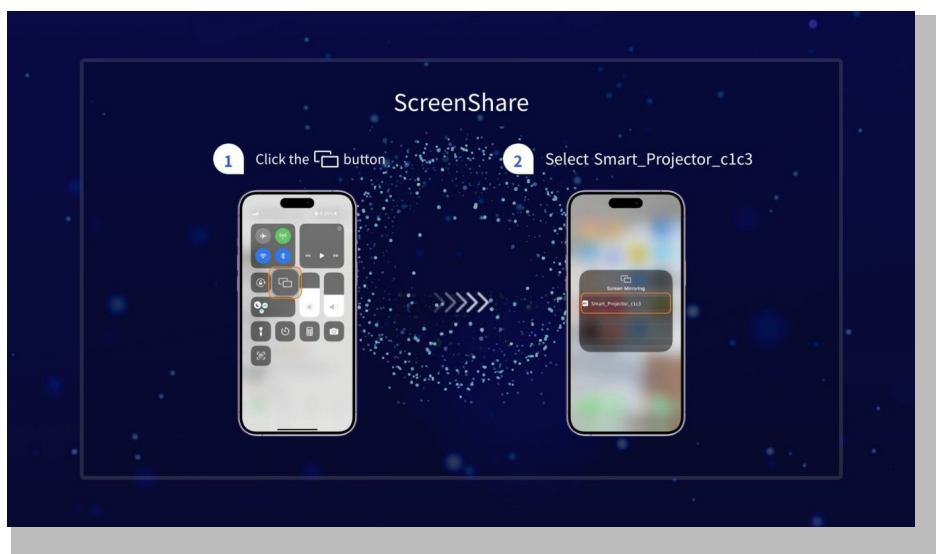 ScreenShare
1 Click the button
2 Select Smart_Projector_c1c3
Screen Mirroring
Smart_Projector_c1c3